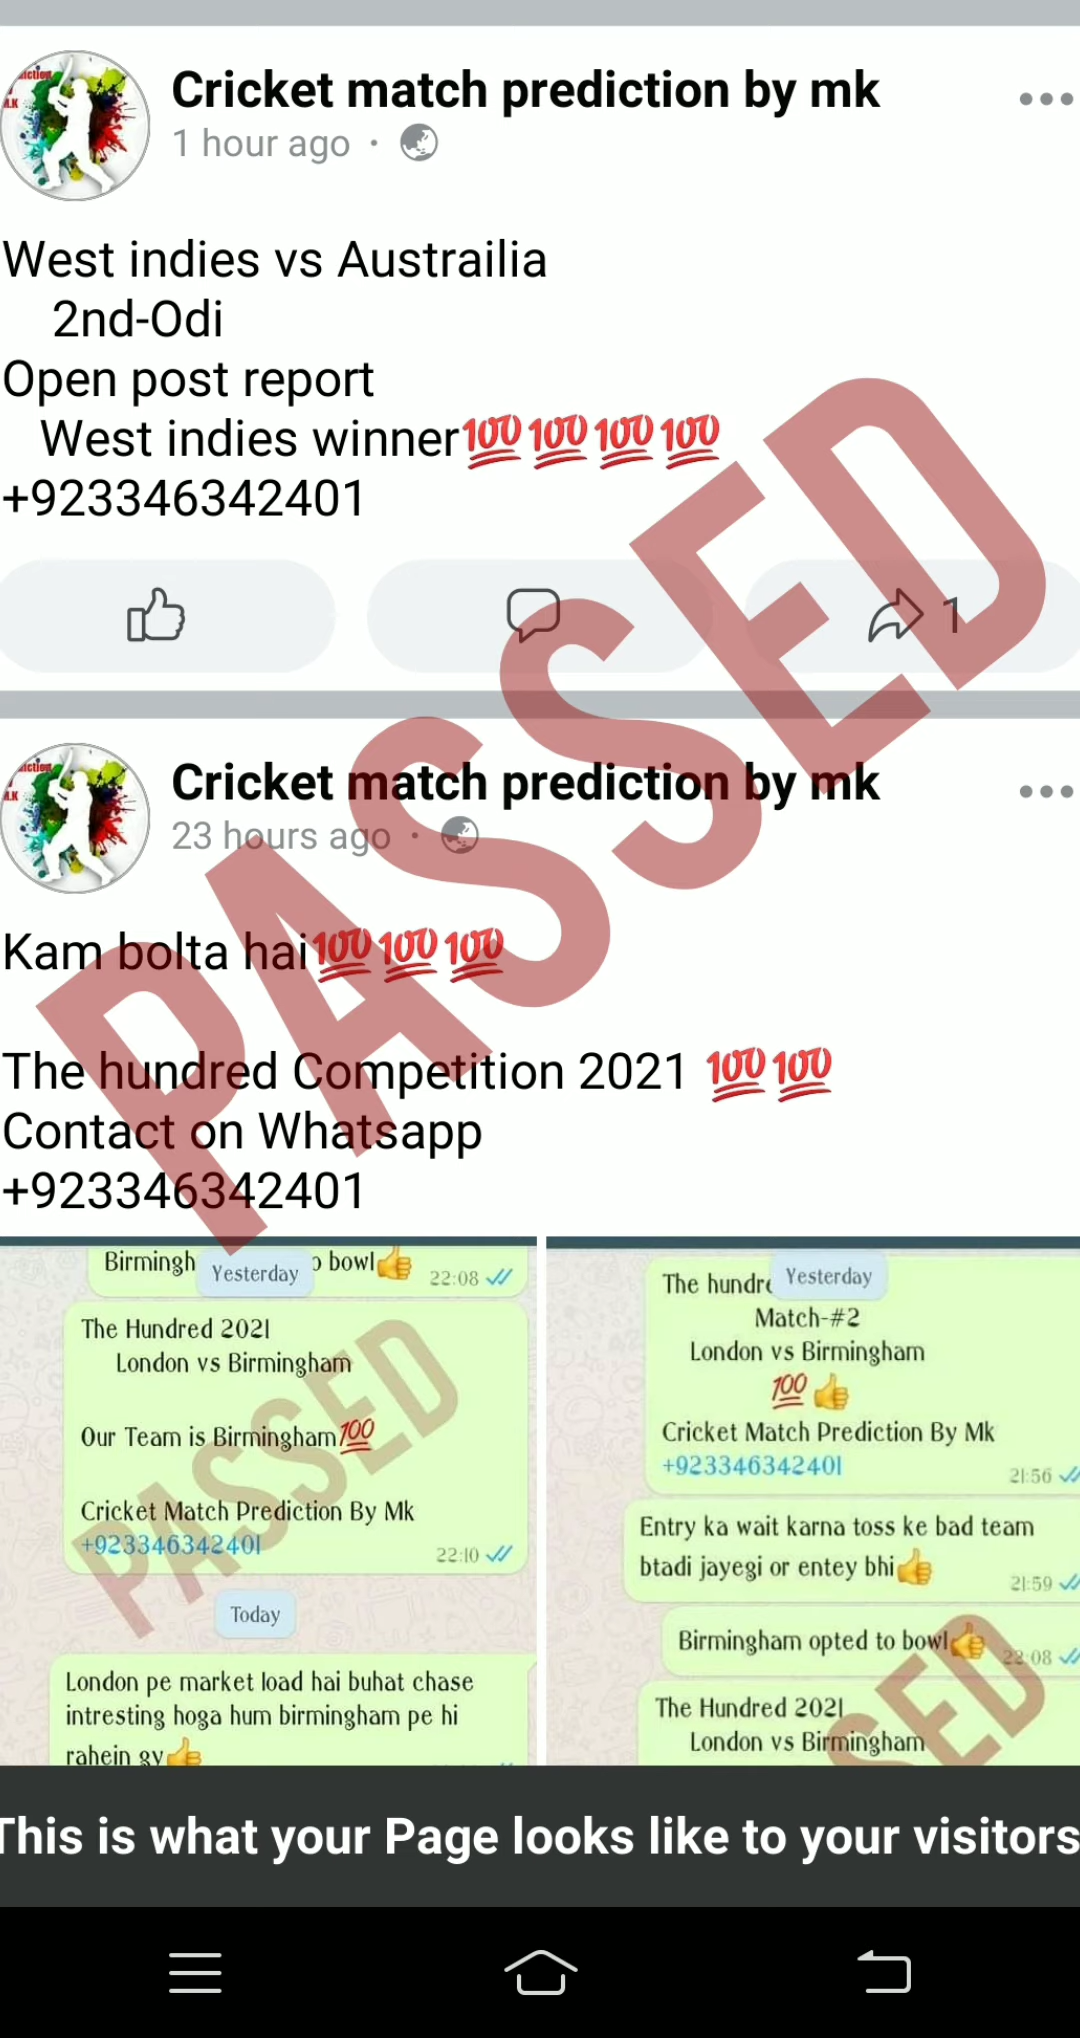 Cricket match prediction by mk
1 hour ago ·
West indies vs Austrailia
2nd-Odi
Open post report
West indies winner💯💯💯💯
+923346342401
1
Cricket match prediction by mk
23 hours ago ·
Kam bolta hai💯💯💯
The hundred Competition 2021 💯💯
Contact on Whatsapp
+923346342401
PASSED
Birmingh
Yesterday
bowl👍 22:08
The Hundred 2021
London vs Birmingham
Our Team is Birmingham💯
Cricket Match Prediction By Mk
+923346342401
22:10
PASSED
Today
London pe market load hai buhat chase
intresting hoga hum birmingham pe hi
rahein gy👍
The hundre
Yesterday
Match-#2
London vs Birmingham
💯👍
Cricket Match Prediction By Mk
+923346342401
21:56
Entry ka wait karna toss ke bad team
btadi jayegi or entey bhi👍
21:59
Birmingham opted to bowl👍 22:08
The Hundred 2021
London vs Birmingham
SED
This is what your Page looks like to your visitors